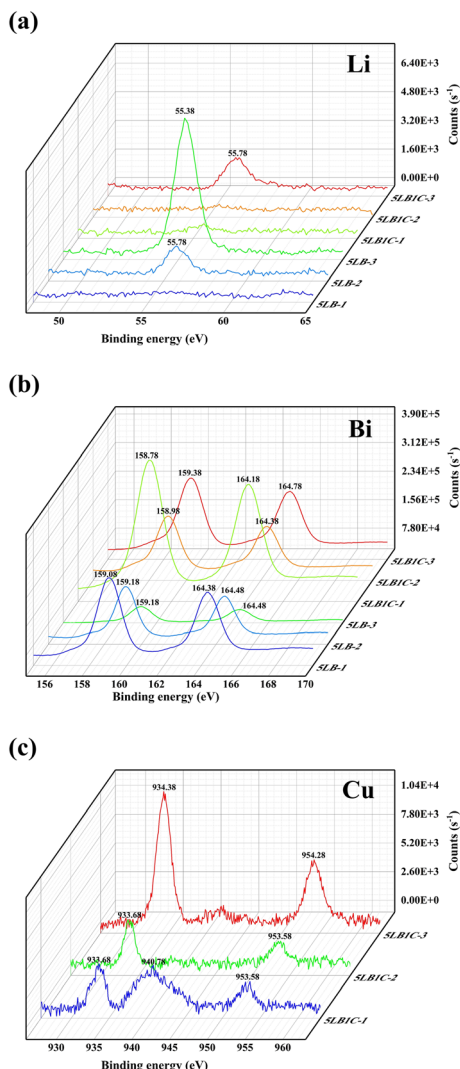 (a)
Li
6.40E+3
4.80E+3
3.20E+3
1.60E+3
0.00E+0
Counts (s⁻¹)
55.38
55.78
55.78
5LB1C-3
5LB1C-2
5LB1C-1
5LB-3
5LB-2
5LB-1
50 55 60 65
Binding energy (eV)
(b)
Bi
3.90E+5
3.12E+5
2.34E+5
1.56E+5
7.80E+4
Counts (s⁻¹)
158.78
159.38
164.18
164.78
158.98
164.38
159.08
159.18
159.18
164.38
164.48
164.48
5LB1C-3
5LB1C-2
5LB1C-1
5LB-3
5LB-2
5LB-1
156 158 160 162 164 166 168 170
Binding energy (eV)
(c)
Cu
1.04E+4
7.80E+3
5.20E+3
2.60E+3
0.00E+0
Counts (s⁻¹)
934.38
954.28
933.68
953.58
933.68
940.78
953.58
5LB1C-3
5LB1C-2
5LB1C-1
930 935 940 945 950 955 960
Binding energy (eV)